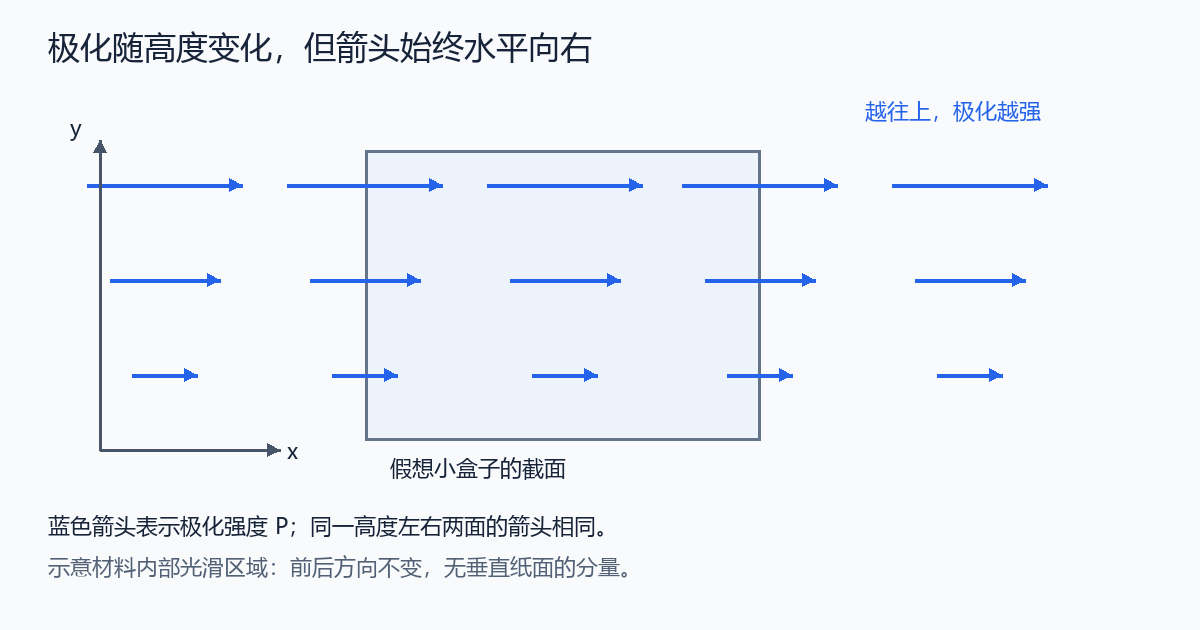 极化随高度变化，但箭头始终水平向右
越往上，极化越强
y
x
假想小盒子的截面
蓝色箭头表示极化强度 P；同一高度左右两面的箭头相同。
示意材料内部光滑区域：前后方向不变，无垂直纸面的分量。